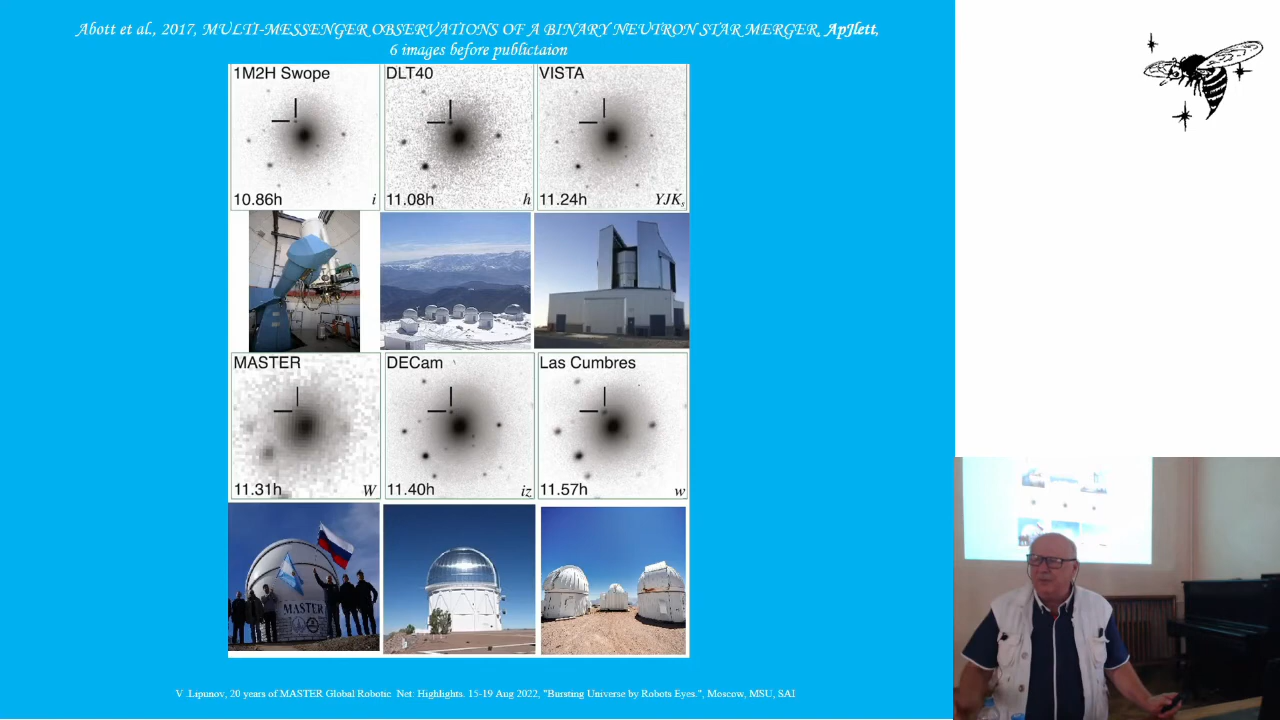 Abott et al., 2017, MULTI-MESSENGER OBSERVATIONS OF A BINARY NEUTRON STAR MERGER, ApJlett,
6 images before publictaion
1M2H Swope DLT40 VISTA
10.86h i 11.08h h 11.24h YJKs
MASTER DECam Las Cumbres
11.31h W 11.40h iz 11.57h w
MASTER
V .Lipunov, 20 years of MASTER Global Robotic Net: Highlights. 15-19 Aug 2022, "Bursting Universe by Robots Eyes.", Moscow, MSU, SAI